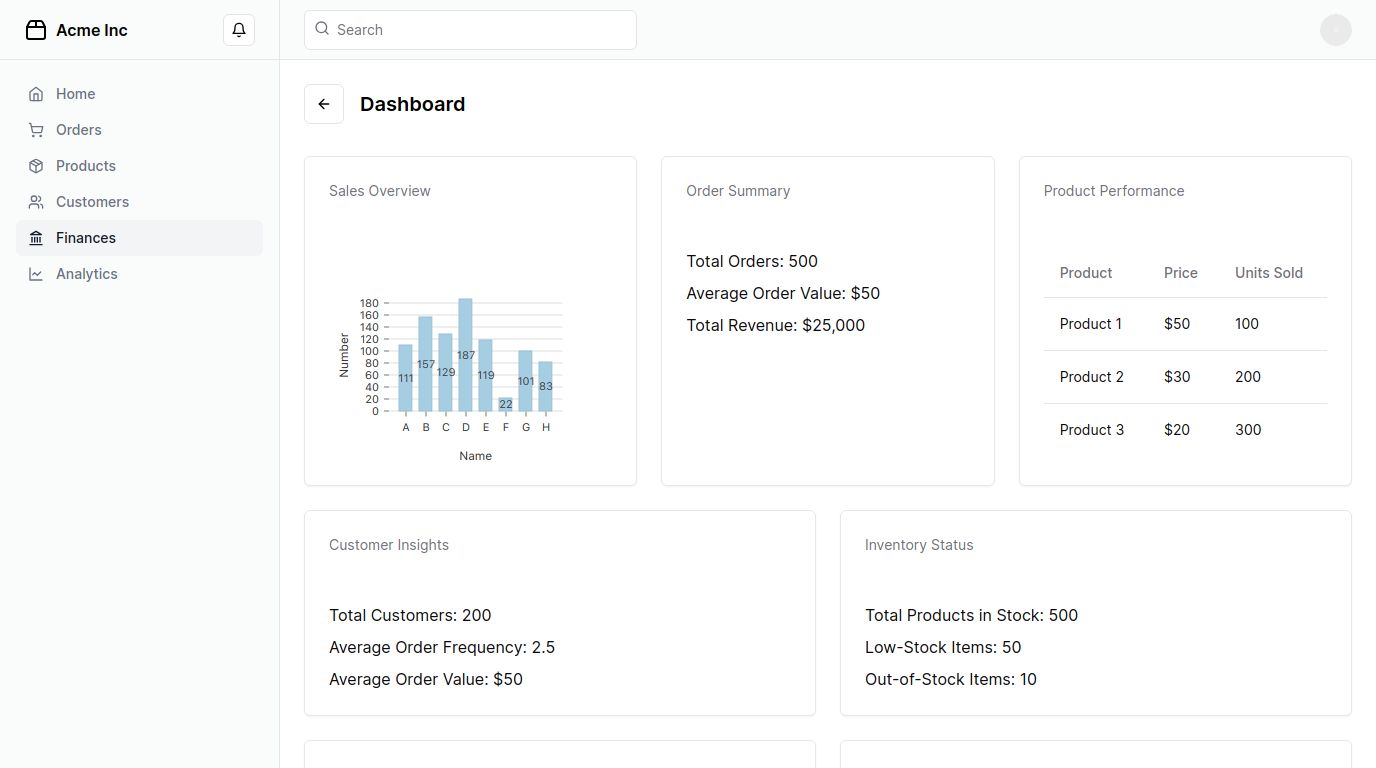 Acme Inc
Search
Home
Orders
Products
Customers
Finances
Analytics
Dashboard
Sales Overview
Number
180
160
140
120
100
80
60
40
20
0
111
157
129
187
119
22
101
83
A B C D E F G H
Name
Order Summary
Total Orders: 500
Average Order Value: $50
Total Revenue: $25,000
Product Performance
Product Price Units Sold
Product 1 $50 100
Product 2 $30 200
Product 3 $20 300
Customer Insights
Total Customers: 200
Average Order Frequency: 2.5
Average Order Value: $50
Inventory Status
Total Products in Stock: 500
Low-Stock Items: 50
Out-of-Stock Items: 10